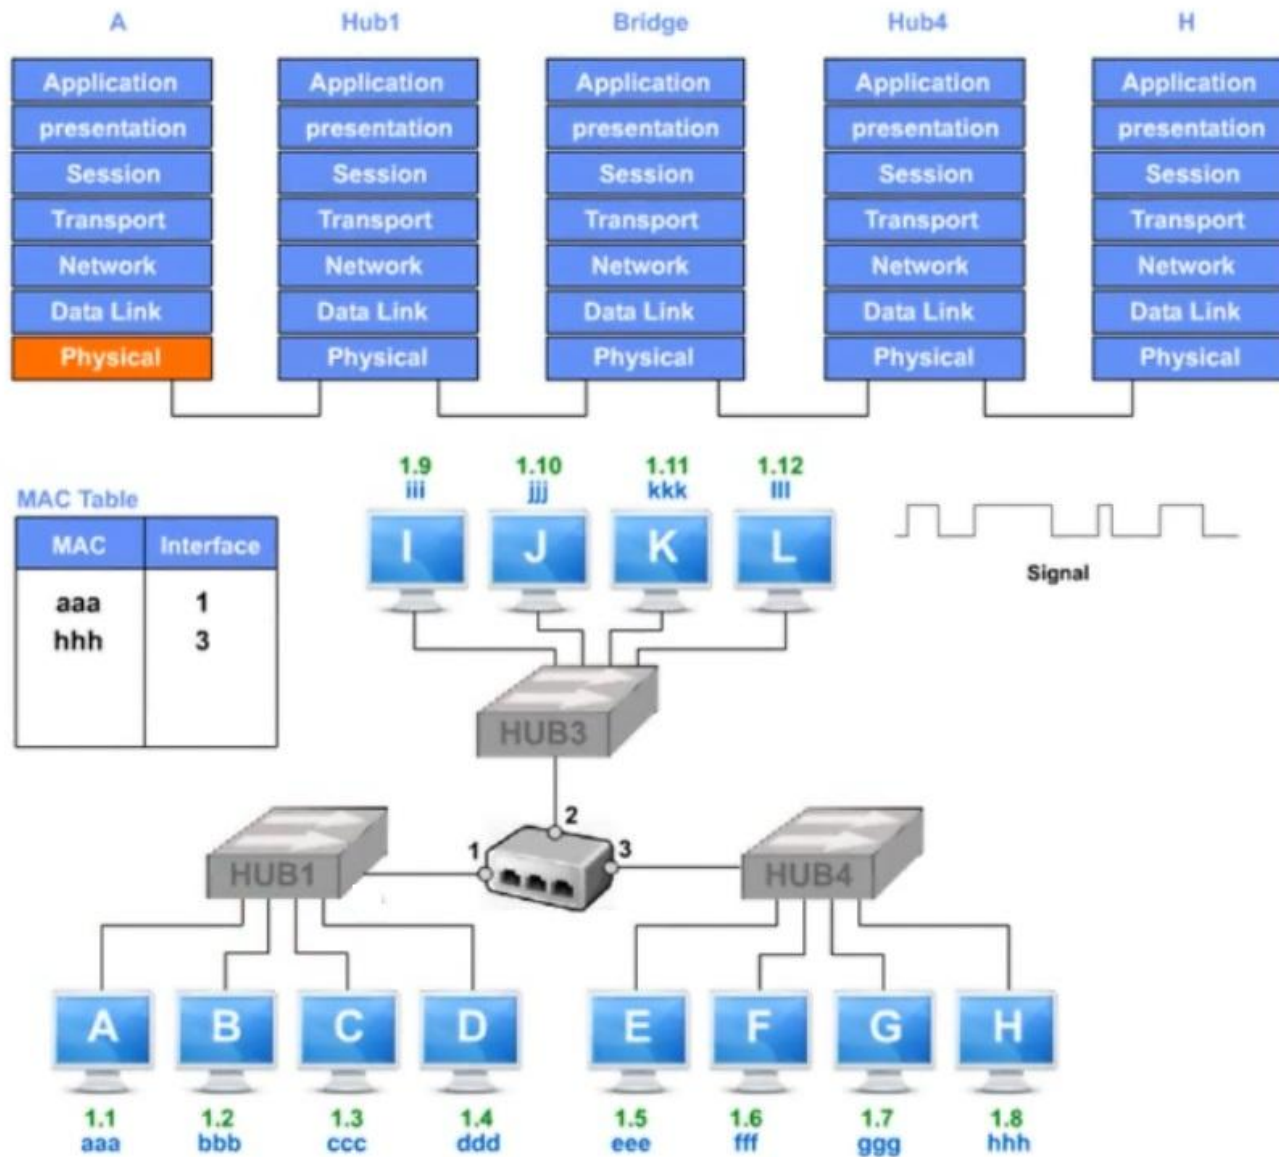 A Hub1 Bridge Hub4 H
Application Application Application Application Application
presentation presentation presentation presentation presentation
Session Session Session Session Session
Transport Transport Transport Transport Transport
Network Network Network Network Network
Data Link Data Link Data Link Data Link Data Link
Physical Physical Physical Physical Physical
1.9 1.10 1.11 1.12
iii jjj kkk lll
MAC Table
MAC Interface
aaa 1
hhh 3
I J K L
Signal
HUB3
2
1 3
HUB1 HUB4
A B C D E F G H
1.1 1.2 1.3 1.4 1.5 1.6 1.7 1.8
aaa bbb ccc ddd eee fff ggg hhh